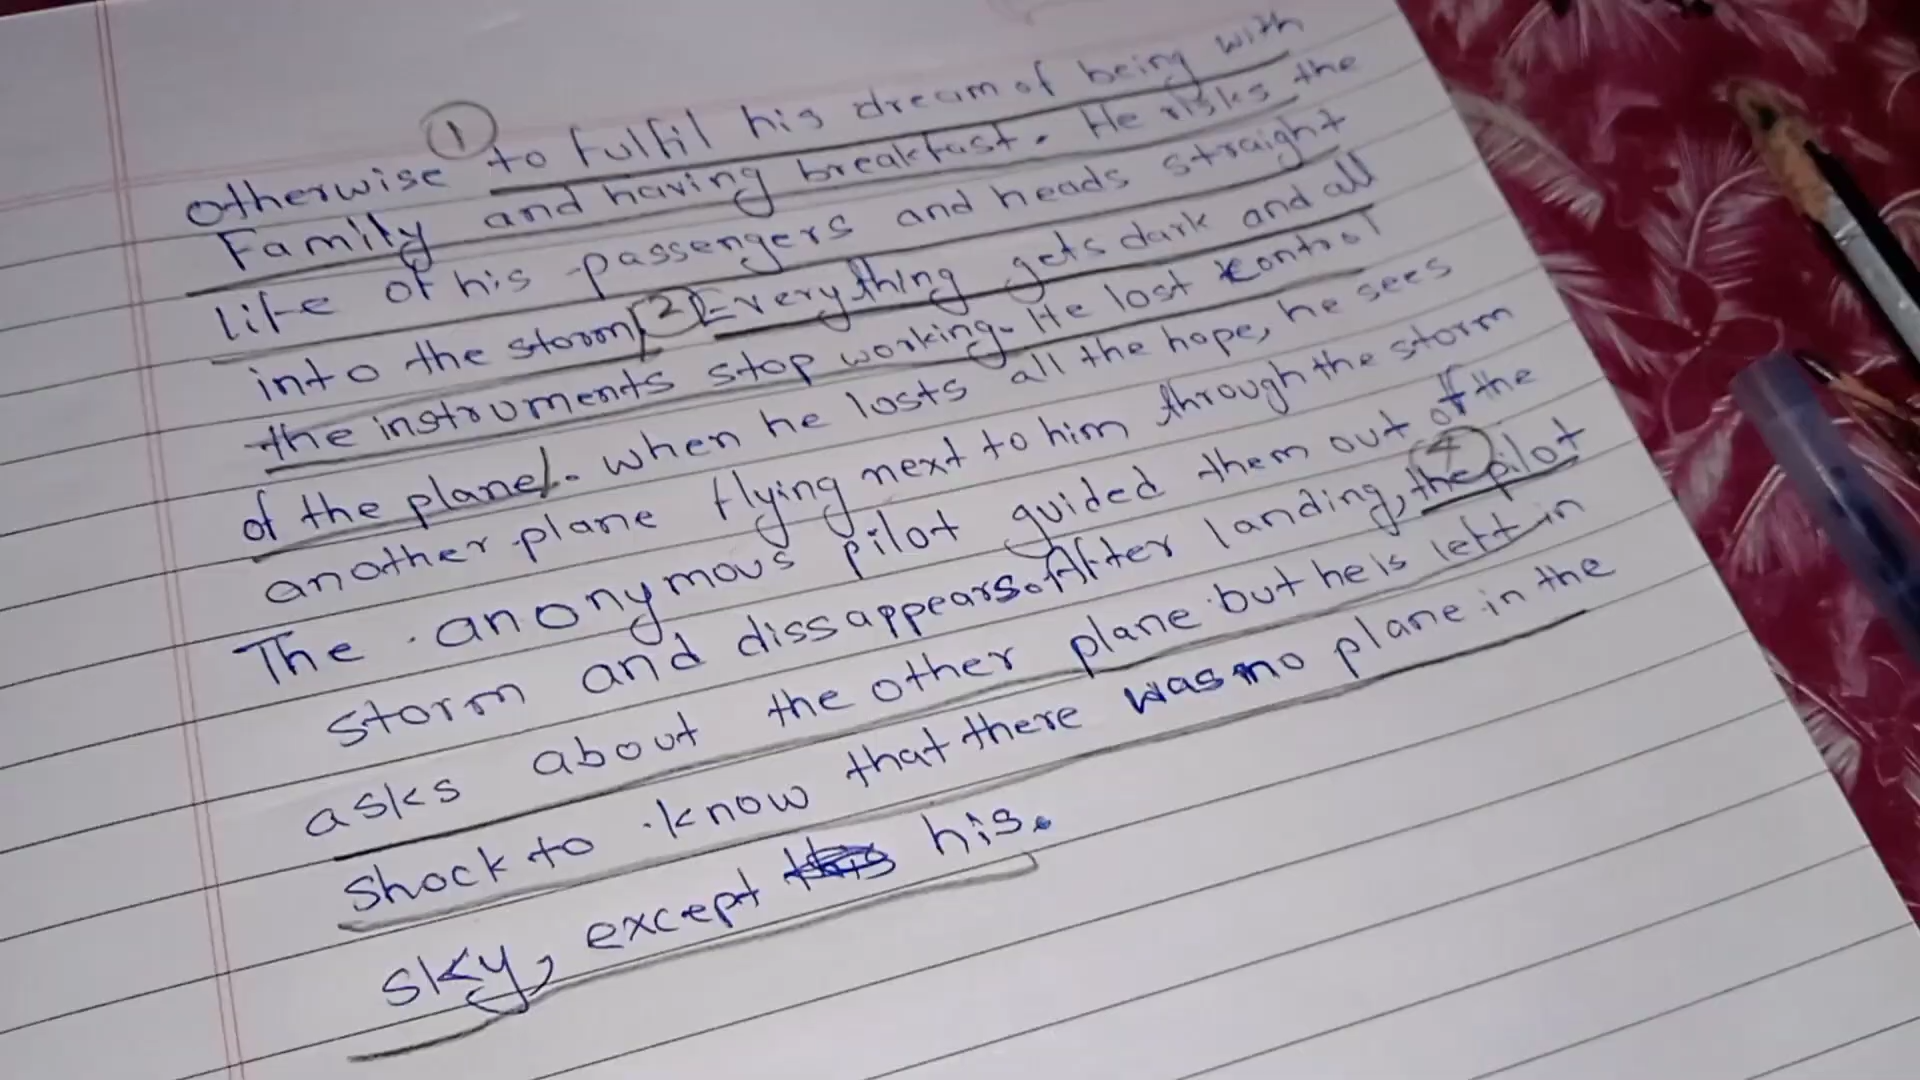 otherwise ① to fulfil his dream of being with
Family and having breakfast. He risks the
life of his passengers and heads straight
into the storm, ② Everything gets dark and all
the instruments stop working. He lost control
of the plane. when he losts all the hope, he sees
another plane flying next to him through the storm
The anonymous pilot guided them out of the
storm and dissappears. After landing, ④ the pilot
asks about the other plane but he is left in
shock to know that there was no plane in the
sky, except his.